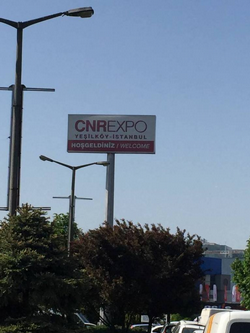 CNREXPO
YEŞİLKÖY-İSTANBUL
HOŞGELDİNİZ / WELCOME